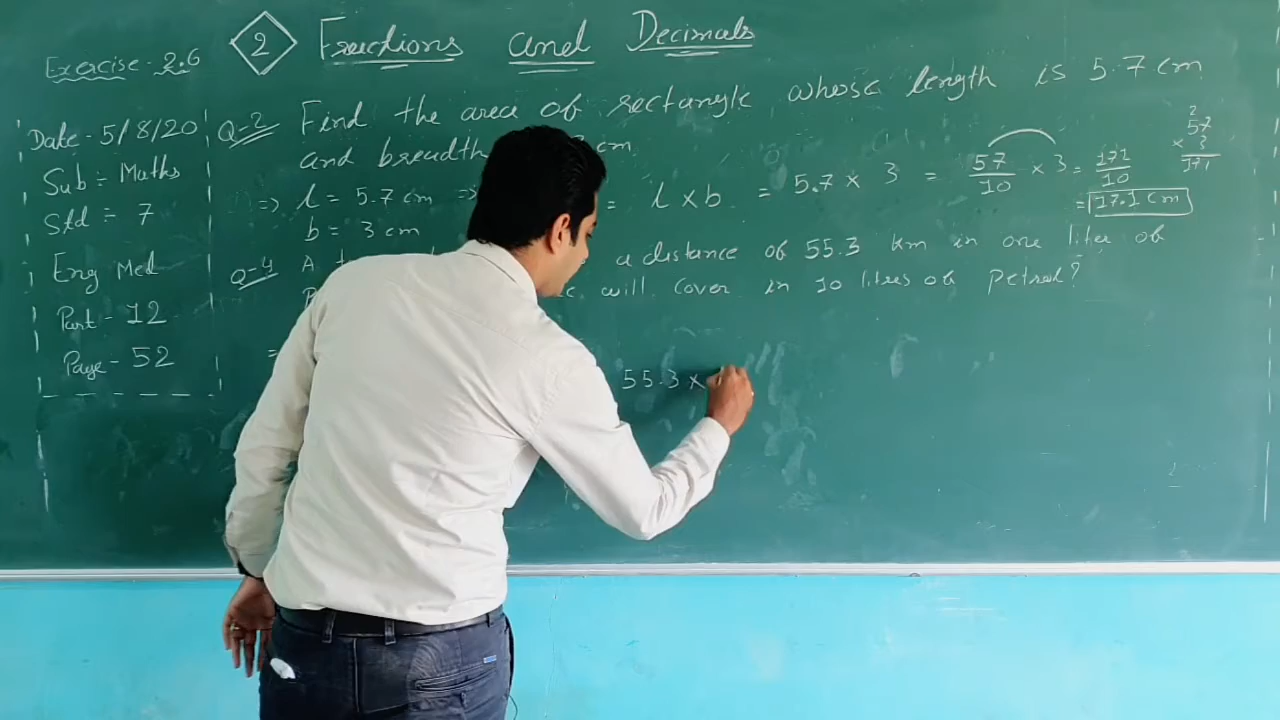 Exercise - 2.6
2 Fractions and Decimals
Date - 5/8/20
Sub :- Maths
Std :- 7
Eng Med
Part - 12
Page - 52
Q-2 Find the area of rectangle whose length is 5.7 cm
and breadth cm
=> l = 5.7 cm => = l x b = 5.7 x 3 = 57/10 x 3 = 171/10
b = 3 cm
= 17.1 cm
2
57
x 3
171
Q-4 A a distance of 55.3 km in one liter of
will cover in 10 litres of petrol?
55.3 x